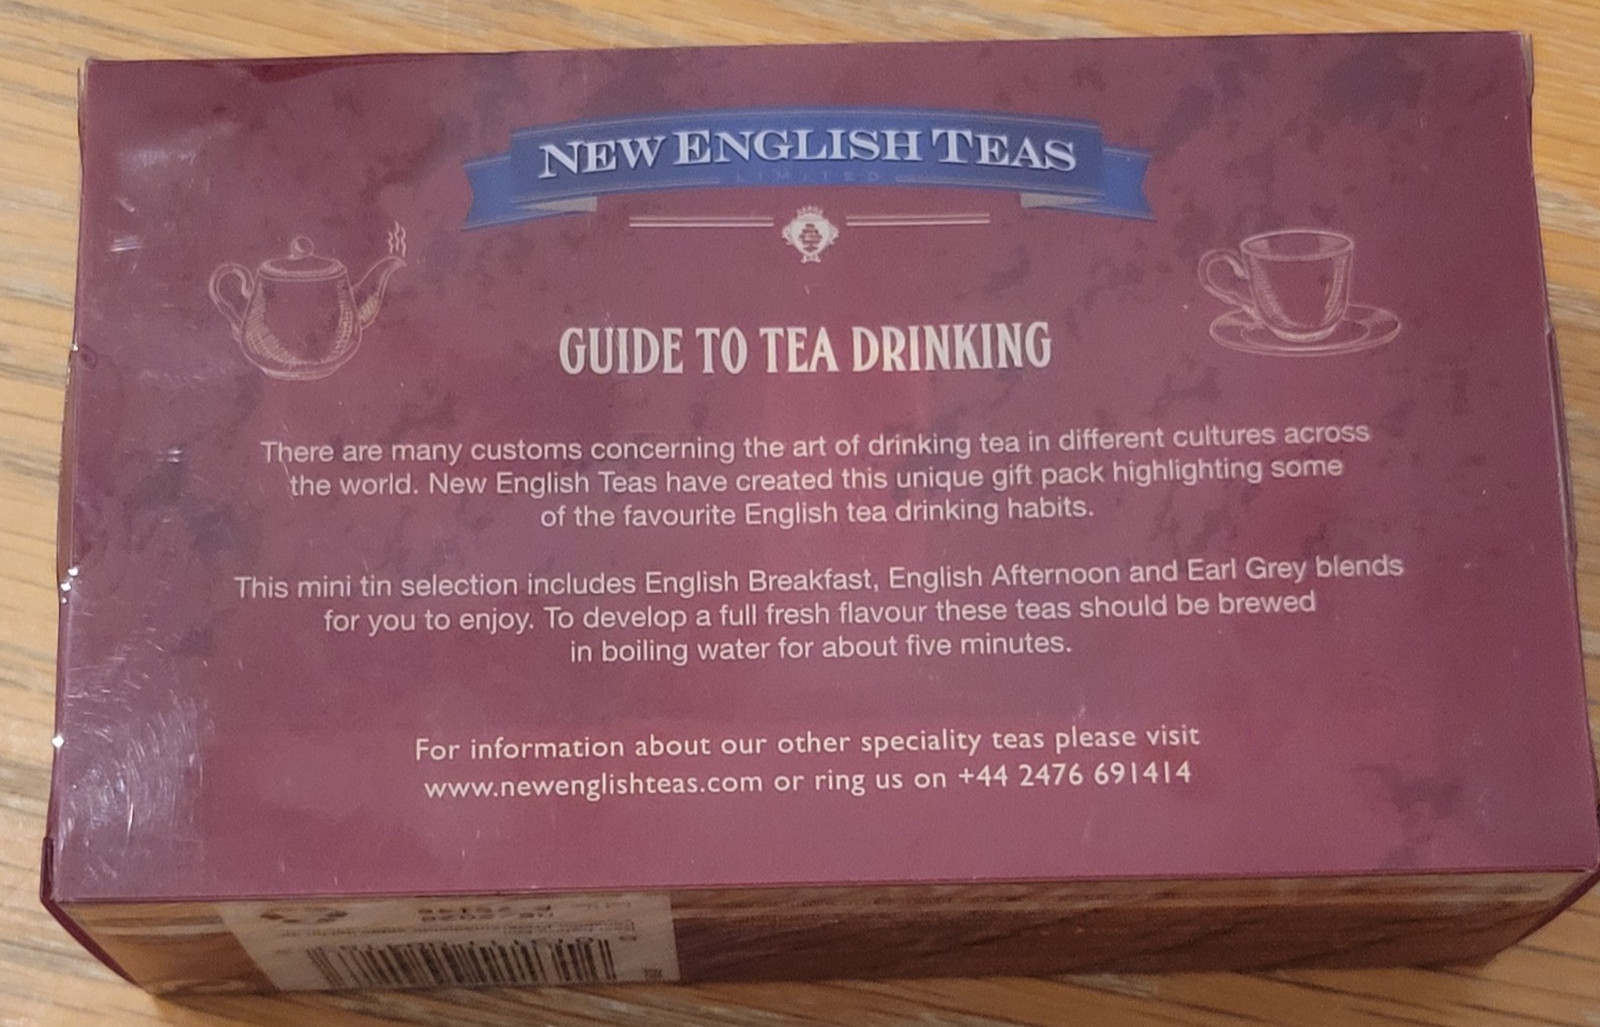 NEW ENGLISH TEAS
LIMITED
GUIDE TO TEA DRINKING
There are many customs concerning the art of drinking tea in different cultures across
the world. New English Teas have created this unique gift pack highlighting some
of the favourite English tea drinking habits.
This mini tin selection includes English Breakfast, English Afternoon and Earl Grey blends
for you to enjoy. To develop a full fresh flavour these teas should be brewed
in boiling water for about five minutes.
For information about our other speciality teas please visit
www.newenglishteas.com or ring us on +44 2476 691414